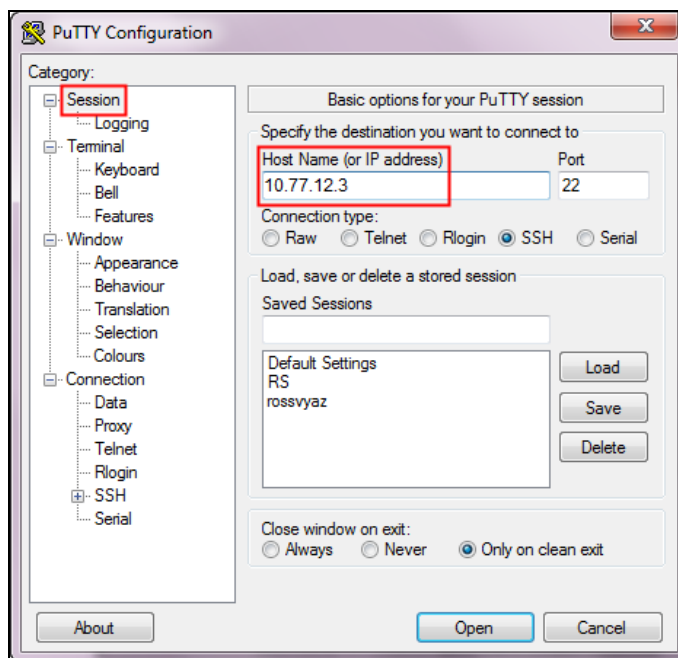 PuTTY Configuration
Category:
Session
Logging
Terminal
Keyboard
Bell
Features
Window
Appearance
Behaviour
Translation
Selection
Colours
Connection
Data
Proxy
Telnet
Rlogin
SSH
Serial
Basic options for your PuTTY session
Specify the destination you want to connect to
Host Name (or IP address) Port
10.77.12.3 22
Connection type:
Raw Telnet Rlogin SSH Serial
Load, save or delete a stored session
Saved Sessions
Default Settings
RS
rossvyaz
Load
Save
Delete
Close window on exit:
Always Never Only on clean exit
About Open Cancel